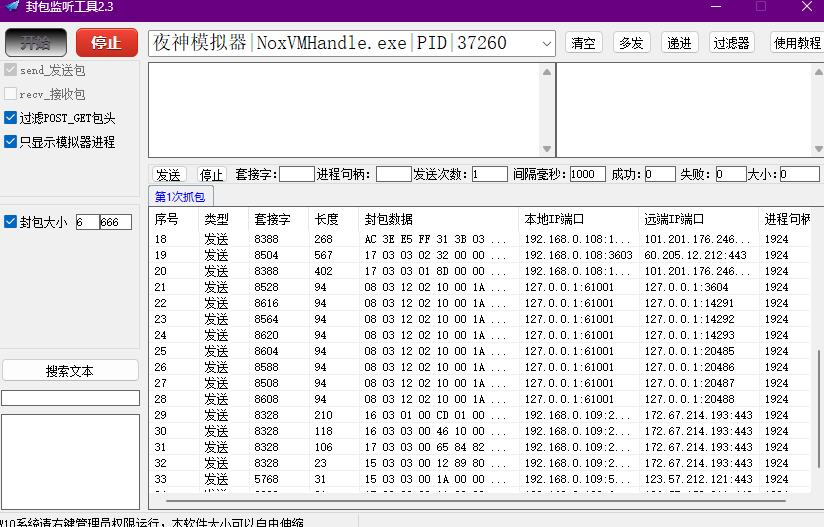 封包监听工具2.3
开始 停止 夜神模拟器|NoxVMHandle.exe|PID|37260 清空 多发 递进 过滤器 使用教程
send_发送包
recv_接收包
过滤POST_GET包头
只显示模拟器进程
发送 停止 套接字: 进程句柄: 发送次数:1 间隔毫秒:1000 成功:0 失败:0 大小:0
第1次抓包
封包大小 6 666
序号 类型 套接字 长度 封包数据 本地IP端口 远端IP端口 进程句柄
18 发送 8388 268 AC 3E E5 FF 31 3B 03 ... 192.168.0.108:1... 101.201.176.246... 1924
19 发送 8504 567 17 03 03 02 32 00 00 ... 192.168.0.108:3603 60.205.12.212:443 1924
20 发送 8388 402 17 03 03 01 8D 00 00 ... 192.168.0.108:1... 101.201.176.246... 1924
21 发送 8528 94 08 03 12 02 10 00 1A ... 127.0.0.1:61001 127.0.0.1:3604 1924
22 发送 8616 94 08 03 12 02 10 00 1A ... 127.0.0.1:61001 127.0.0.1:14291 1924
23 发送 8564 94 08 03 12 02 10 00 1A ... 127.0.0.1:61001 127.0.0.1:14292 1924
24 发送 8620 94 08 03 12 02 10 00 1A ... 127.0.0.1:61001 127.0.0.1:14293 1924
25 发送 8604 94 08 03 12 02 10 00 1A ... 127.0.0.1:61001 127.0.0.1:20485 1924
26 发送 8588 94 08 03 12 02 10 00 1A ... 127.0.0.1:61001 127.0.0.1:20486 1924
27 发送 8508 94 08 03 12 02 10 00 1A ... 127.0.0.1:61001 127.0.0.1:20487 1924
28 发送 8608 94 08 03 12 02 10 00 1A ... 127.0.0.1:61001 127.0.0.1:20488 1924
29 发送 8328 210 16 03 01 00 CD 01 00 ... 192.168.0.109:2... 172.67.214.193:443 1924
30 发送 8328 118 16 03 03 00 46 10 00 ... 192.168.0.109:2... 172.67.214.193:443 1924
31 发送 8328 106 17 03 03 00 65 84 82 ... 192.168.0.109:2... 172.67.214.193:443 1924
32 发送 8328 23 15 03 03 00 12 89 80 ... 192.168.0.109:2... 172.67.214.193:443 1924
33 发送 5768 31 15 03 03 00 1A 00 00 ... 192.168.0.109:5... 123.57.212.121:443 1924
搜索文本
W10系统请右键管理员权限运行，本软件大小可以自由伸缩